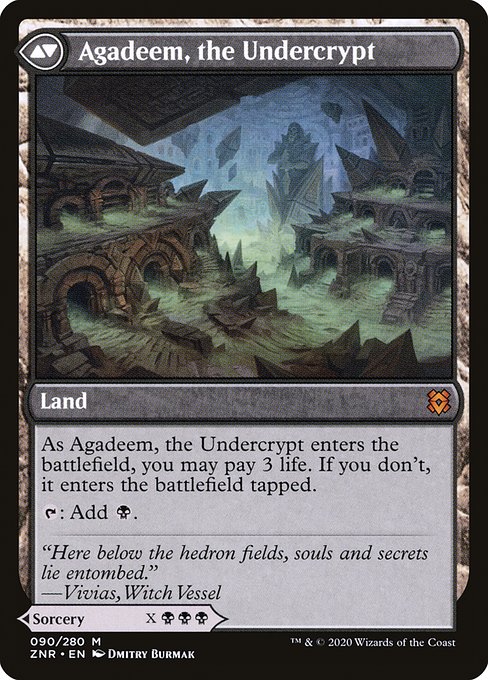 Agadeem, the Undercrypt
Land
As Agadeem, the Undercrypt enters the
battlefield, you may pay 3 life. If you don't,
it enters the battlefield tapped.
: Add .
“Here below the hedron fields, souls and secrets
lie entombed.”
—Vivias, Witch Vessel
Sorcery X
090/280 M
ZNR • EN Dmitry Burmak
™ & © 2020 Wizards of the Coast